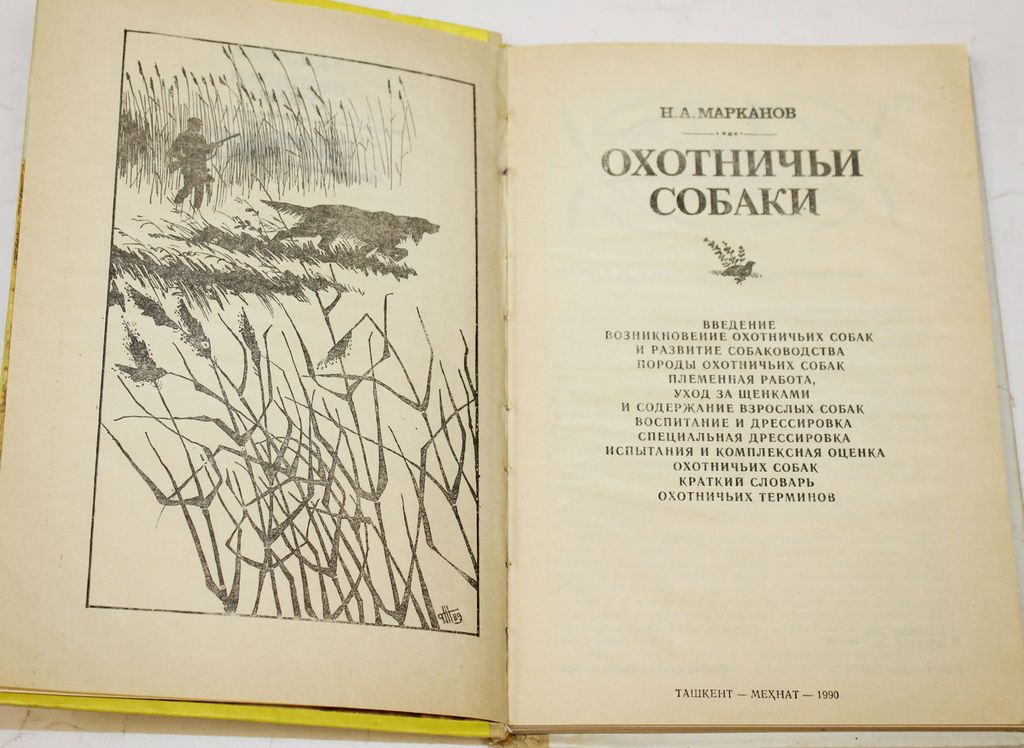 Н. А. МАРКАНОВ
ОХОТНИЧЬИ
СОБАКИ
ВВЕДЕНИЕ
ВОЗНИКНОВЕНИЕ ОХОТНИЧЬИХ СОБАК
И РАЗВИТИЕ СОБАКОВОДСТВА
ПОРОДЫ ОХОТНИЧЬИХ СОБАК
ПЛЕМЕННАЯ РАБОТА,
УХОД ЗА ЩЕНКАМИ
И СОДЕРЖАНИЕ ВЗРОСЛЫХ СОБАК
ВОСПИТАНИЕ И ДРЕССИРОВКА
СПЕЦИАЛЬНАЯ ДРЕССИРОВКА
ИСПЫТАНИЯ И КОМПЛЕКСНАЯ ОЦЕНКА
ОХОТНИЧЬИХ СОБАК
КРАТКИЙ СЛОВАРЬ
ОХОТНИЧЬИХ ТЕРМИНОВ
ТАШКЕНТ — МЕҲНАТ — 1990